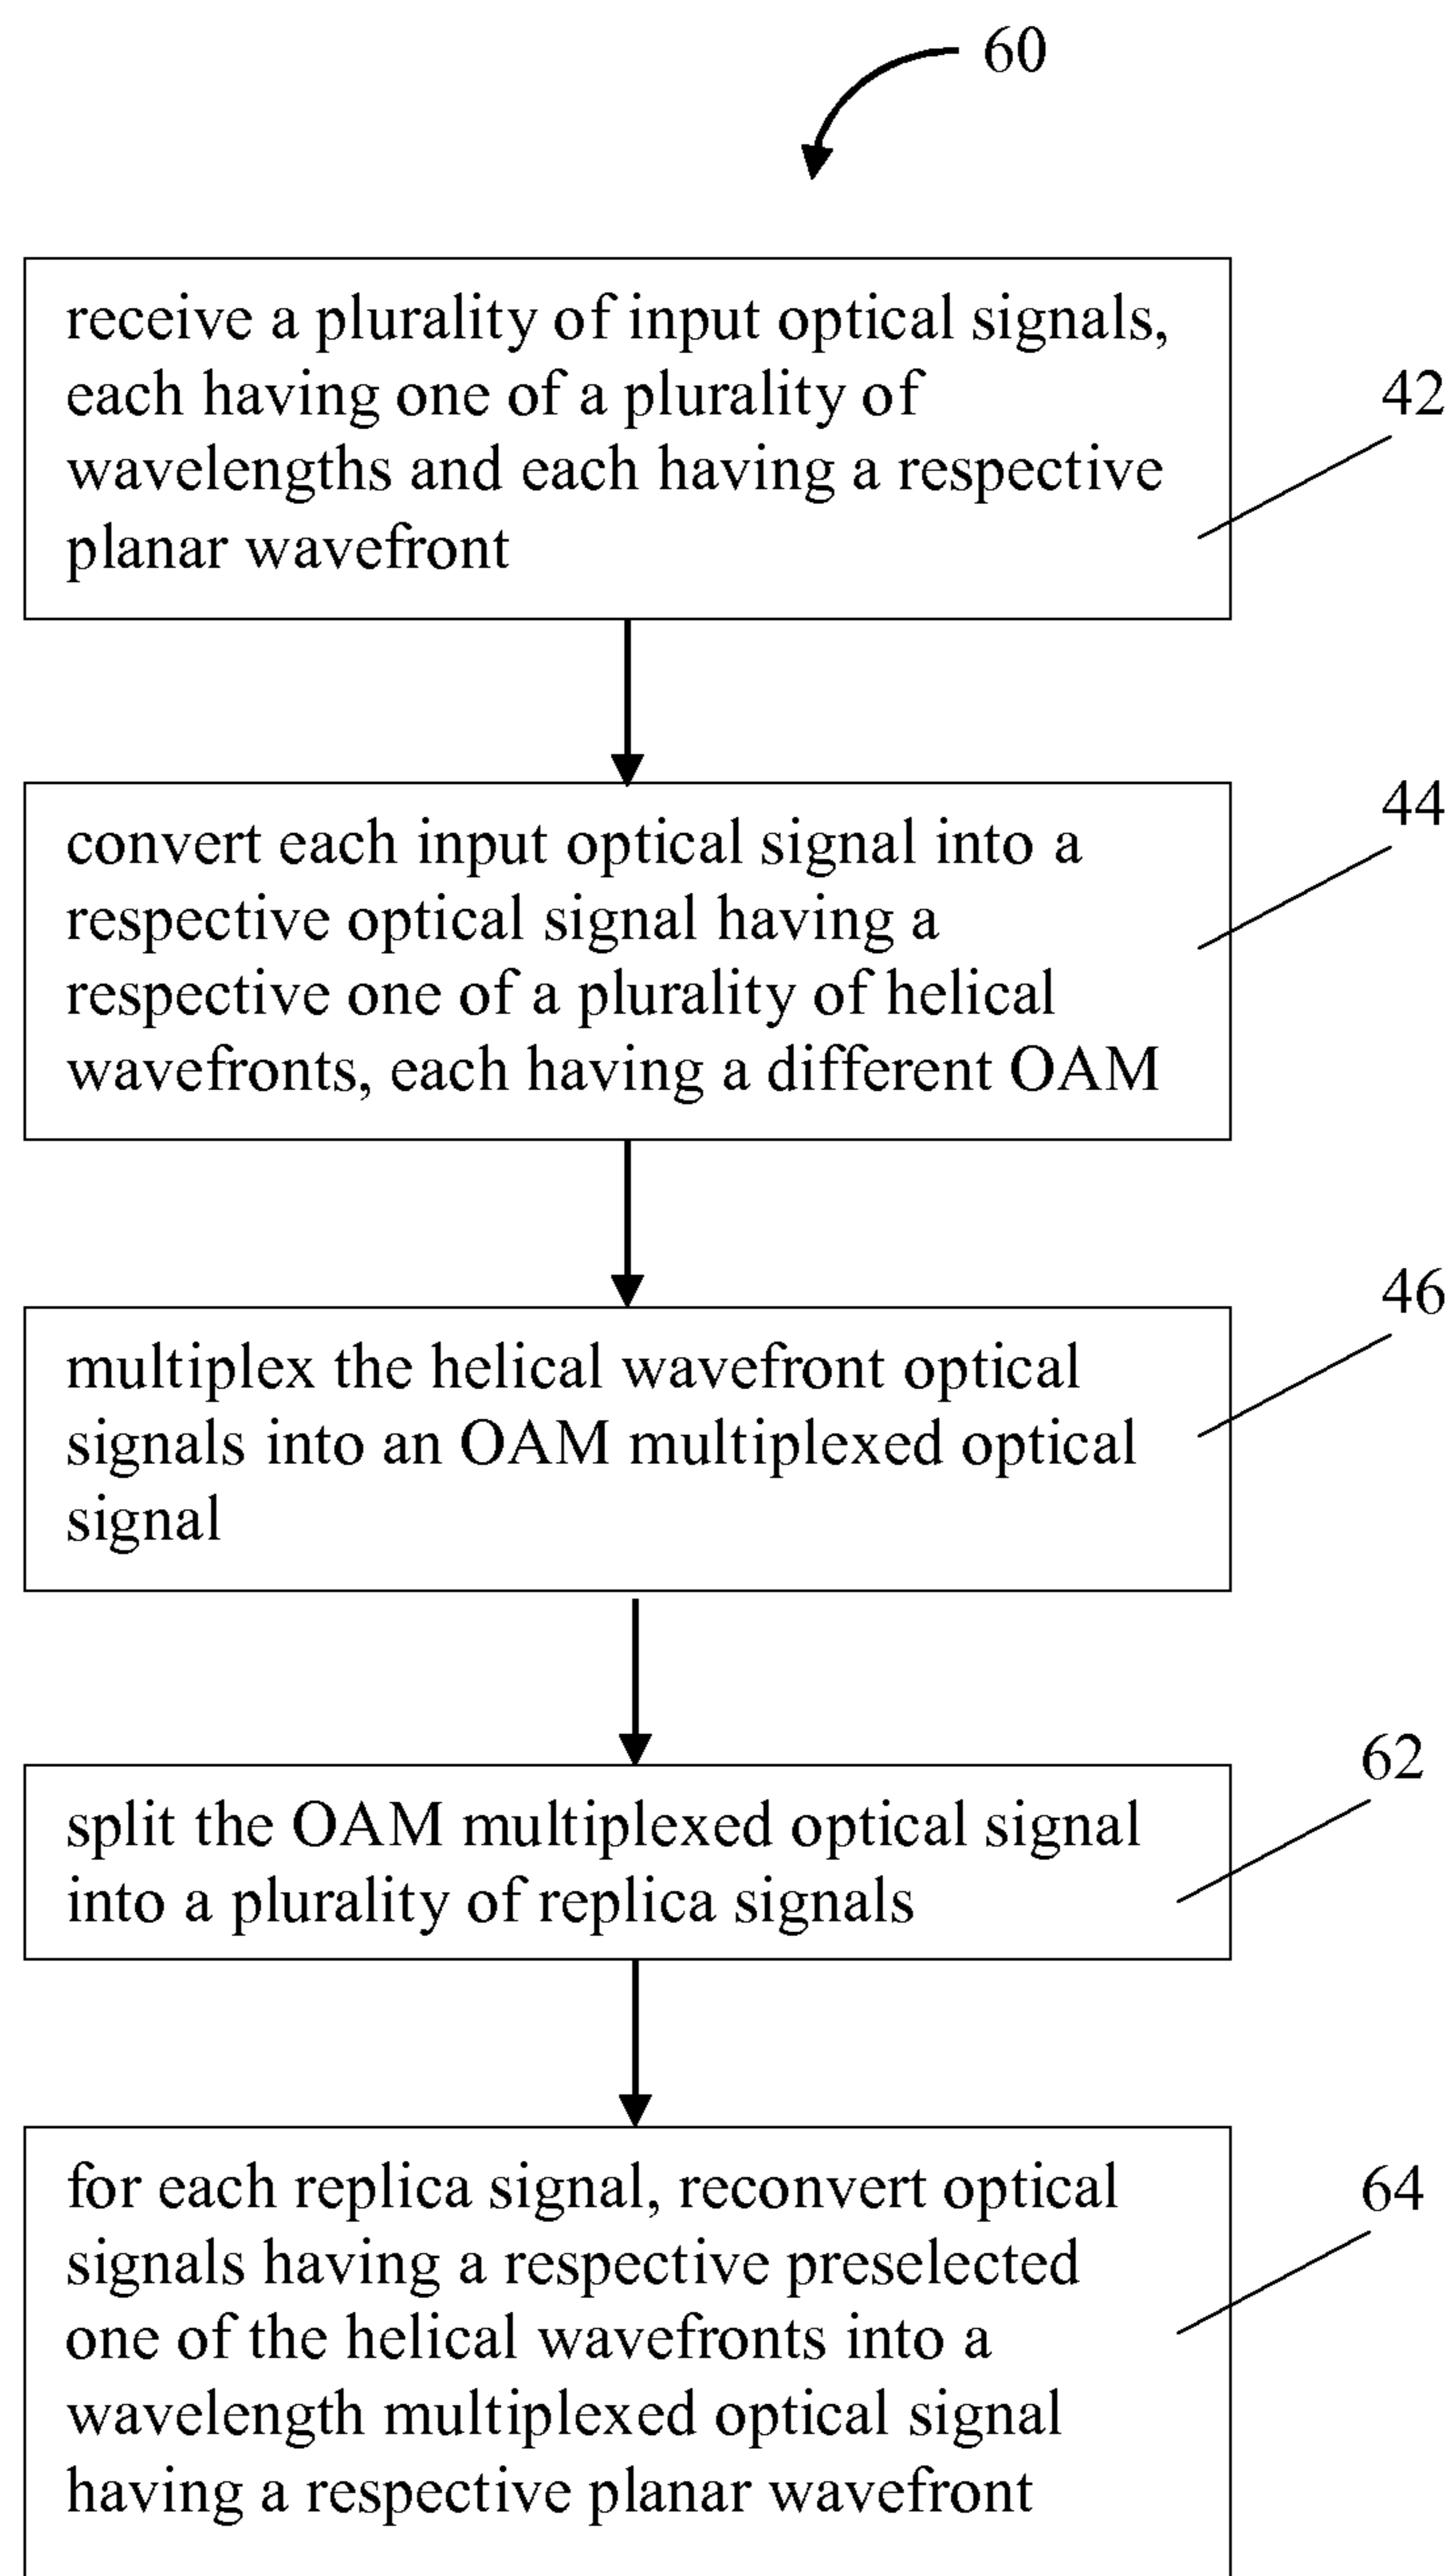 60
receive a plurality of input optical signals,
each having one of a plurality of
wavelengths and each having a respective
planar wavefront
42
convert each input optical signal into a
respective optical signal having a
respective one of a plurality of helical
wavefronts, each having a different OAM
44
multiplex the helical wavefront optical
signals into an OAM multiplexed optical
signal
46
split the OAM multiplexed optical signal
into a plurality of replica signals
62
for each replica signal, reconvert optical
signals having a respective preselected
one of the helical wavefronts into a
wavelength multiplexed optical signal
having a respective planar wavefront
64